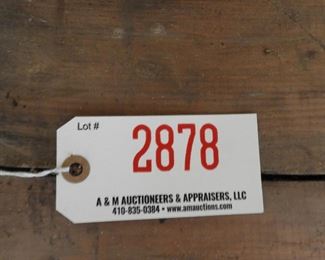 Lot #
2878
A & M AUCTIONEERS & APPRAISERS, LLC
410-835-0384 • www.amauctions.com